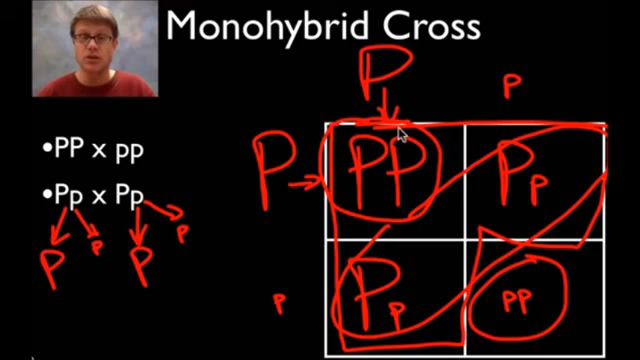 Monohybrid Cross
P p
•PP x pp
P PP Pp
•Pp x Pp
P p P p
p Pp pp